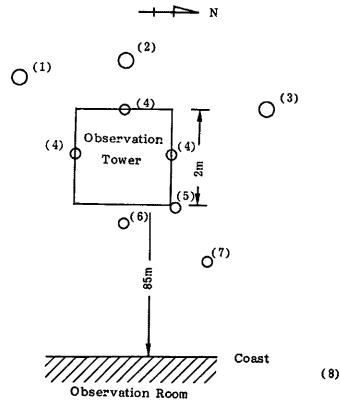 N
(2)
(1)
(3)
(4)
(4) Observation (4)
Tower
2m
(5)
(6)
(7)
85m
Coast
(8)
Observation Room